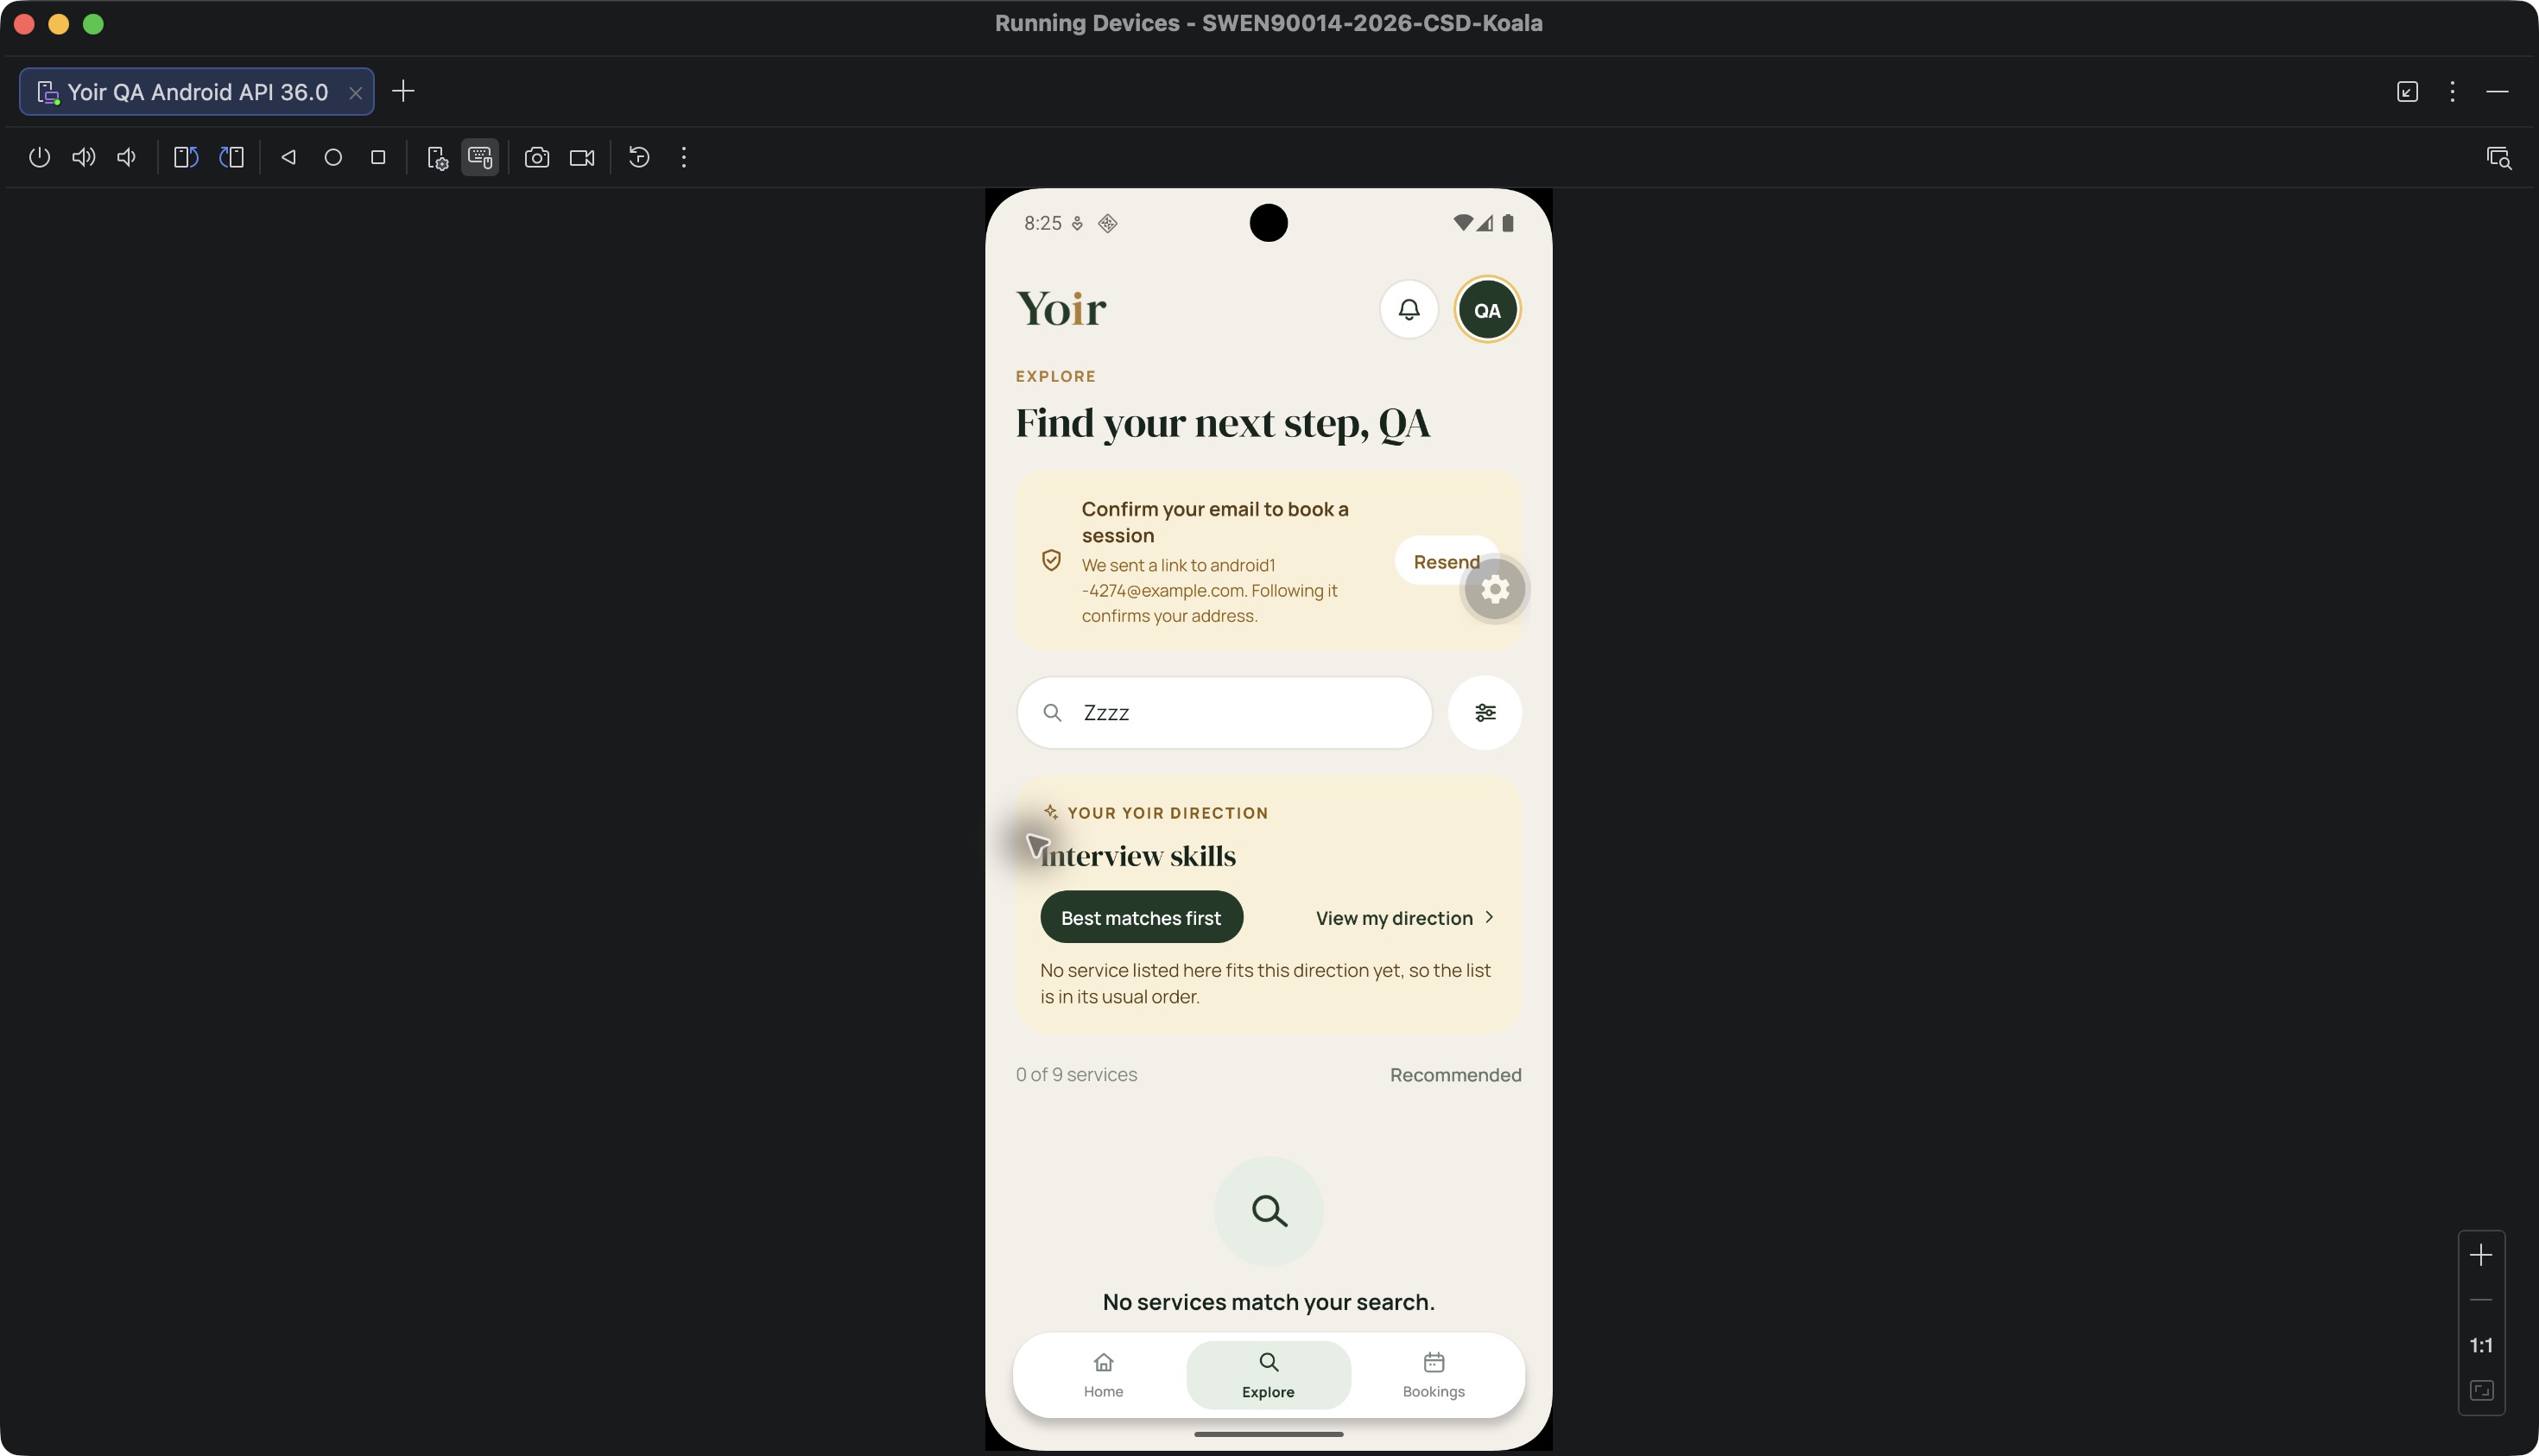 Running Devices - SWEN90014-2026-CSD-Koala
Yoir QA Android API 36.0
8:25
Yoir
QA
EXPLORE
Find your next step, QA
Confirm your email to book a
session
We sent a link to android1
-4274@example.com. Following it
confirms your address.
Resend
Zzzz
YOUR YOIR DIRECTION
Interview skills
Best matches first
View my direction
No service listed here fits this direction yet, so the list
is in its usual order.
0 of 9 services
Recommended
No services match your search.
Home
Explore
Bookings
1:1